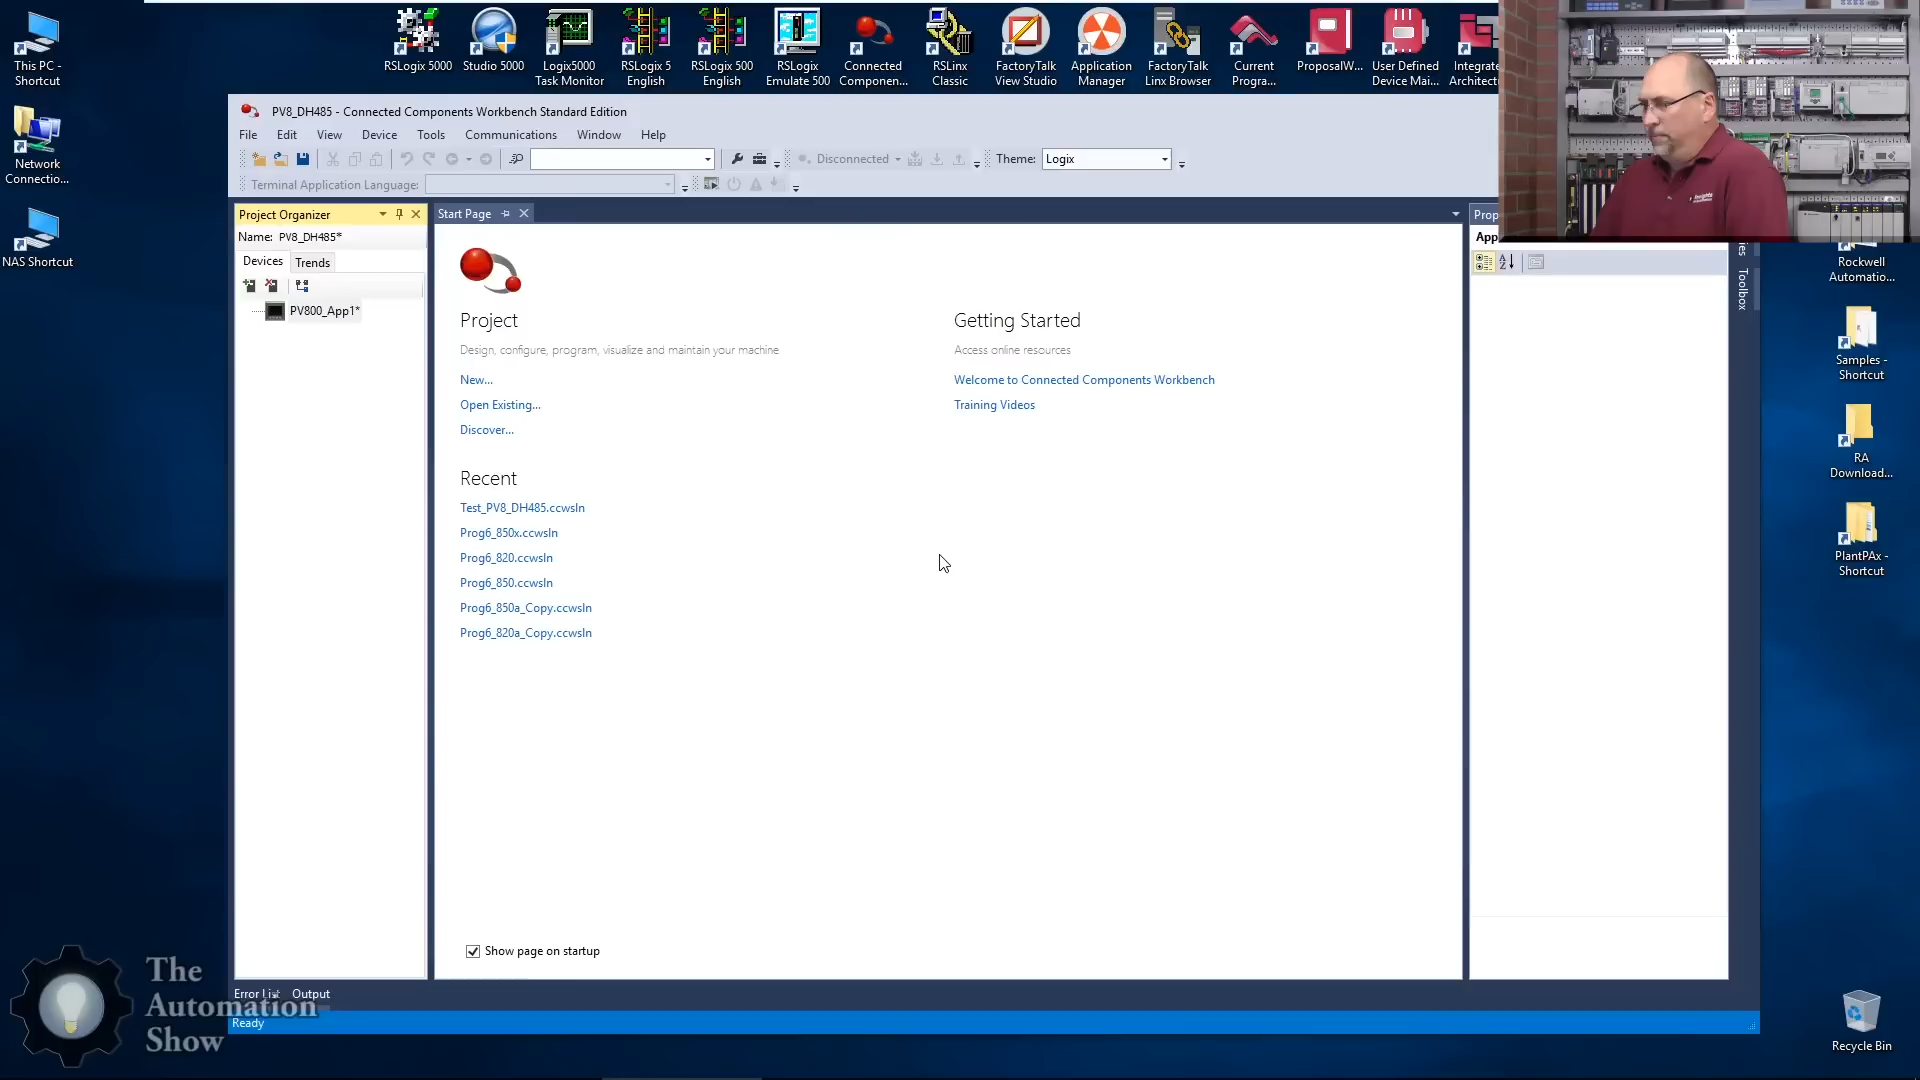 This PC -
Shortcut
Network
Connectio...
NAS Shortcut
RSLogix 5000
Studio 5000
Logix5000
Task Monitor
RSLogix 5
English
RSLogix 500
English
RSLogix
Emulate 500
Connected
Componen...
RSLinx
Classic
FactoryTalk
View Studio
Application
Manager
FactoryTalk
Linx Browser
Current
Progra...
ProposalW...
User Defined
Device Mai...
Integrate
Architect
PV8_DH485 - Connected Components Workbench Standard Edition
File Edit View Device Tools Communications Window Help
Disconnected
Theme: Logix
Terminal Application Language:
Project Organizer
Name: PV8_DH485*
Devices Trends
PV800_App1*
Start Page
Project
Design, configure, program, visualize and maintain your machine
New...
Open Existing...
Discover...
Recent
Test_PV8_DH485.ccwsln
Prog6_850x.ccwsln
Prog6_820.ccwsln
Prog6_850.ccwsln
Prog6_850a_Copy.ccwsln
Prog6_820a_Copy.ccwsln
Getting Started
Access online resources
Welcome to Connected Components Workbench
Training Videos
Show page on startup
Prop
App
ies
Toolbox
Error List Output
Ready
Rockwell
Automatio...
Samples -
Shortcut
RA
Download...
PlantPAx -
Shortcut
Recycle Bin
The
Automation
Show